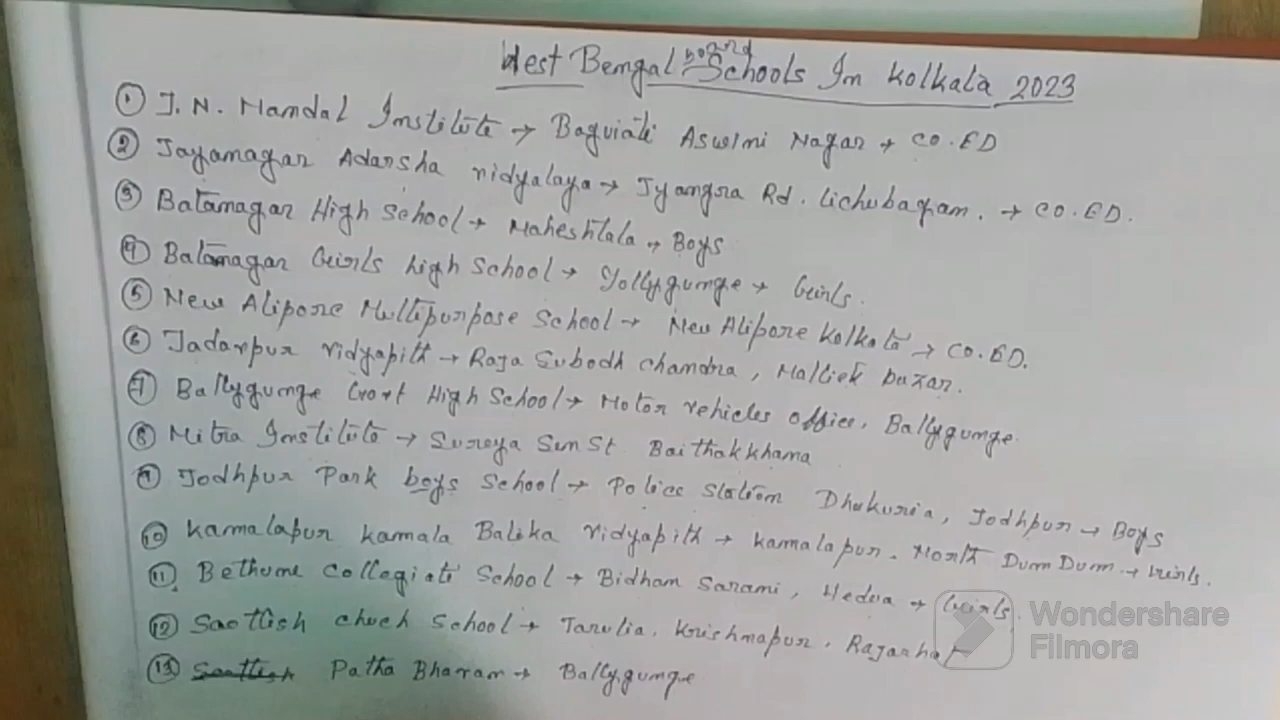 West Bengal board Schools In Kolkata 2023
① J. N. Mandal Institute → Baguiati Aswini Nagar → CO.ED
② Jayanagar Adarsha vidyalaya → Jyangra Rd. Lichubagan. → CO.ED.
③ Batanagar High School → Maheshtala → Boys
④ Batanagar Girls high School → Tollygunge → Girls.
⑤ New Alipore Multipurpose School → New Alipore Kolkata → CO.ED.
⑥ Jadavpur vidyapith → Raja Subodh chandra, Mallick bazar.
⑦ Ballygunge Govt High School → Motor vehicles office, Ballygunge.
⑧ Mitra Institute → Sureya Sen St. Baithakkhana
⑨ Jodhpur Park boys School → Police Station Dhakuria, Jodhpur → Boys
⑩ Kamalapur Kamala Balika vidyapith → Kamalapur. North Dum Dum → Girls.
⑪ Bethune Collegiate School → Bidhan Sarani, Hedua → Girls.
⑫ Scottish chuch School → Tarulia, Krishnapur, Rajarhat
⑬ Patha Bhavan → Ballygunge
Wondershare
Filmora